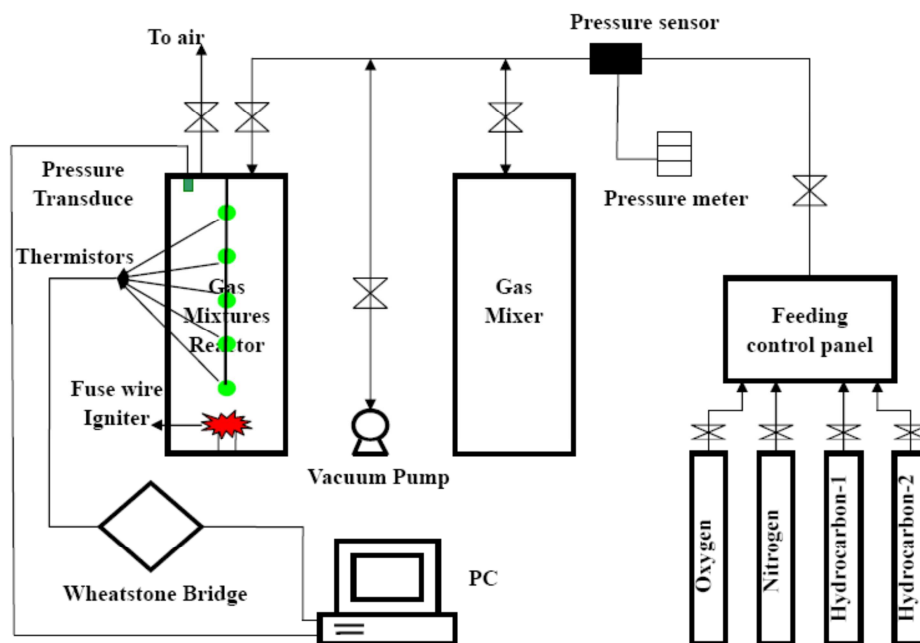 To air
Pressure sensor
Pressure
Transduce
Pressure meter
Thermistors
Gas
Mixtures
Reactor
Gas
Mixer
Feeding
control panel
Fuse wire
Igniter
Vacuum Pump
Oxygen
Nitrogen
Hydrocarbon-1
Hydrocarbon-2
PC
Wheatstone Bridge